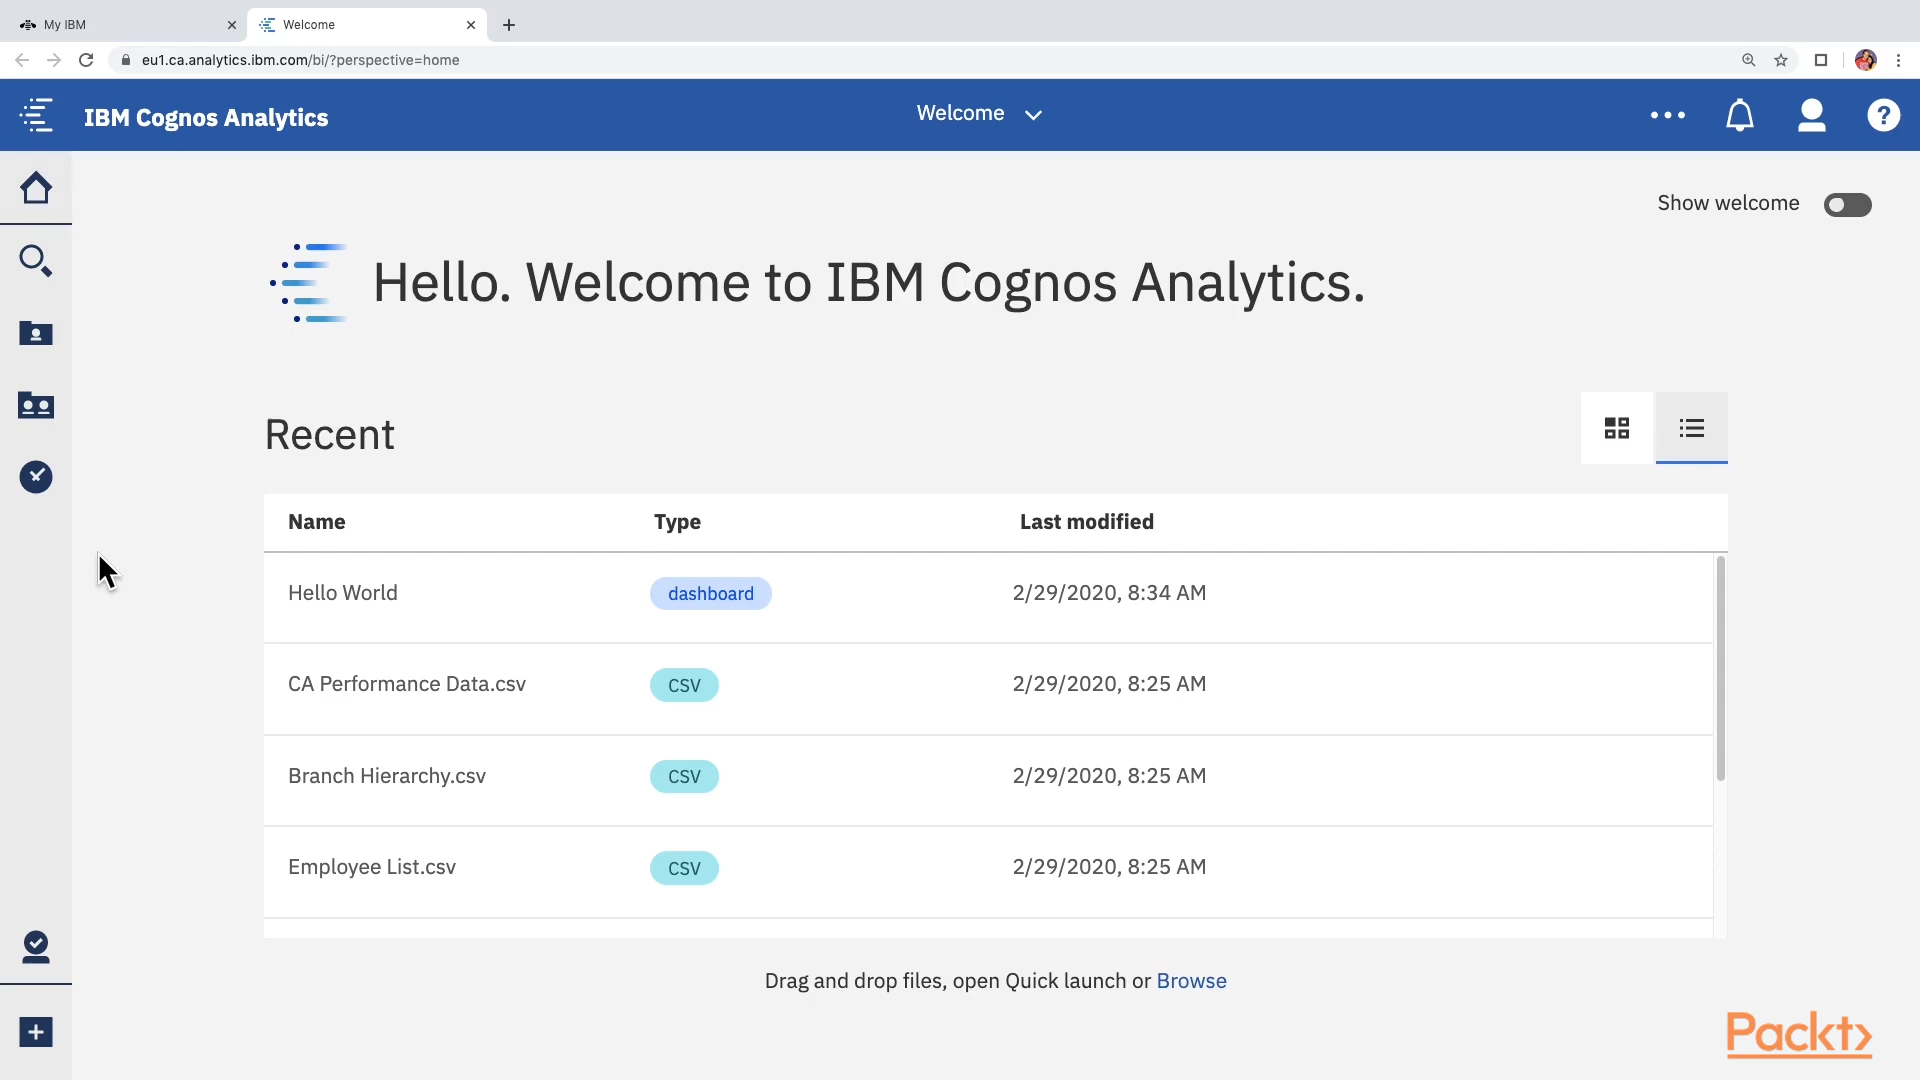 My IBM
Welcome
eu1.ca.analytics.ibm.com/bi/?perspective=home
IBM Cognos Analytics
Welcome
?
Show welcome
Hello. Welcome to IBM Cognos Analytics.
Recent
Name Type Last modified
Hello World dashboard 2/29/2020, 8:34 AM
CA Performance Data.csv CSV 2/29/2020, 8:25 AM
Branch Hierarchy.csv CSV 2/29/2020, 8:25 AM
Employee List.csv CSV 2/29/2020, 8:25 AM
Drag and drop files, open Quick launch or Browse
Packt>